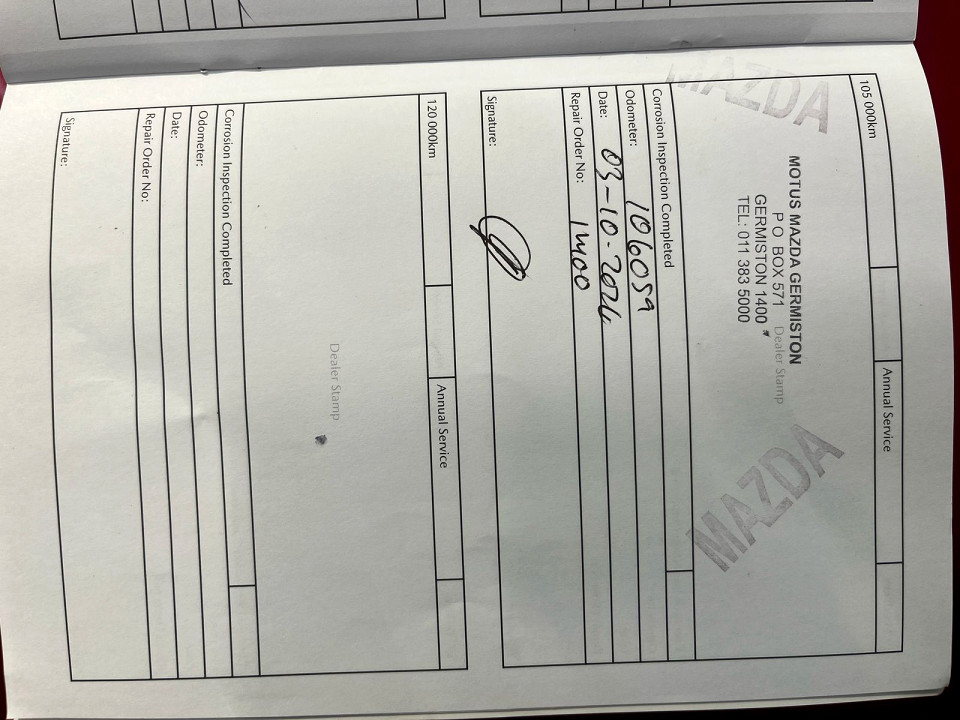 105 000km
Annual Service
MAZDA
MOTUS MAZDA GERMISTON
P O BOX 571
Dealer Stamp
GERMISTON 1400
TEL: 011 383 5000
MAZDA
Corrosion Inspection Completed
Odometer: 106059
Date: 03-10-2024
Repair Order No: 1400
Signature:
120 000km
Annual Service
Dealer Stamp
Corrosion Inspection Completed
Odometer:
Date:
Repair Order No:
Signature: